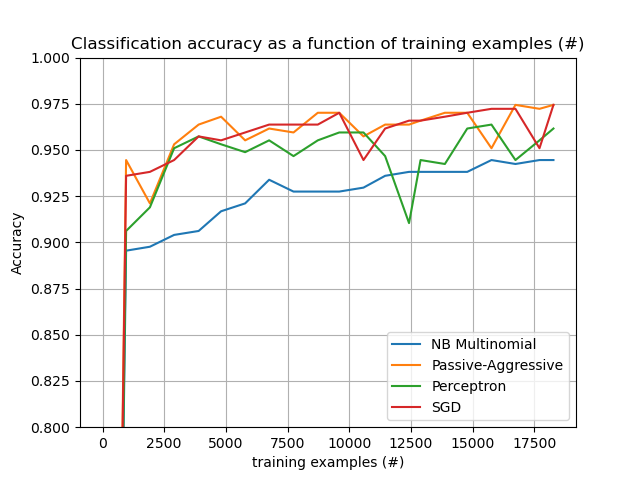 Classification accuracy as a function of training examples (#)
1.000
0.975
0.950
0.925
0.900
0.875
0.850
0.825
0.800
Accuracy
NB Multinomial
Passive-Aggressive
Perceptron
SGD
0 2500 5000 7500 10000 12500 15000 17500
training examples (#)